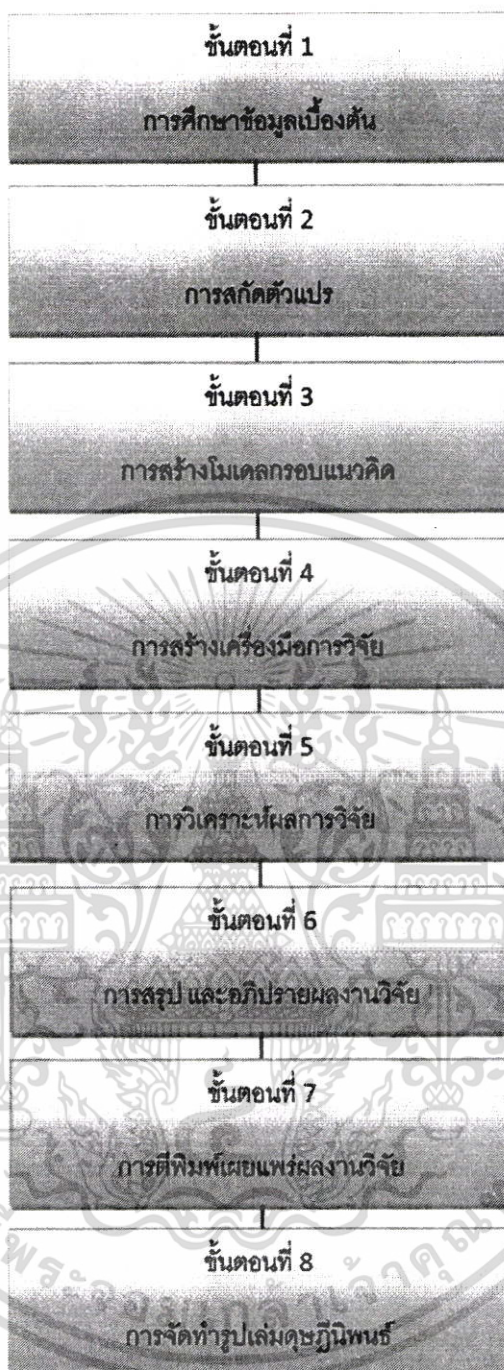 ขั้นตอนที่ 1
การศึกษาข้อมูลเบื้องต้น
ขั้นตอนที่ 2
การสกัดตัวแปร
ขั้นตอนที่ 3
การสร้างโมเดลกรอบแนวคิด
ขั้นตอนที่ 4
การสร้างเครื่องมือการวิจัย
ขั้นตอนที่ 5
การวิเคราะห์ผลการวิจัย
ขั้นตอนที่ 6
การสรุป และอภิปรายผลงานวิจัย
ขั้นตอนที่ 7
การตีพิมพ์เผยแพร่ผลงานวิจัย
ขั้นตอนที่ 8
การจัดทำรูปเล่มดุษฎีนิพนธ์